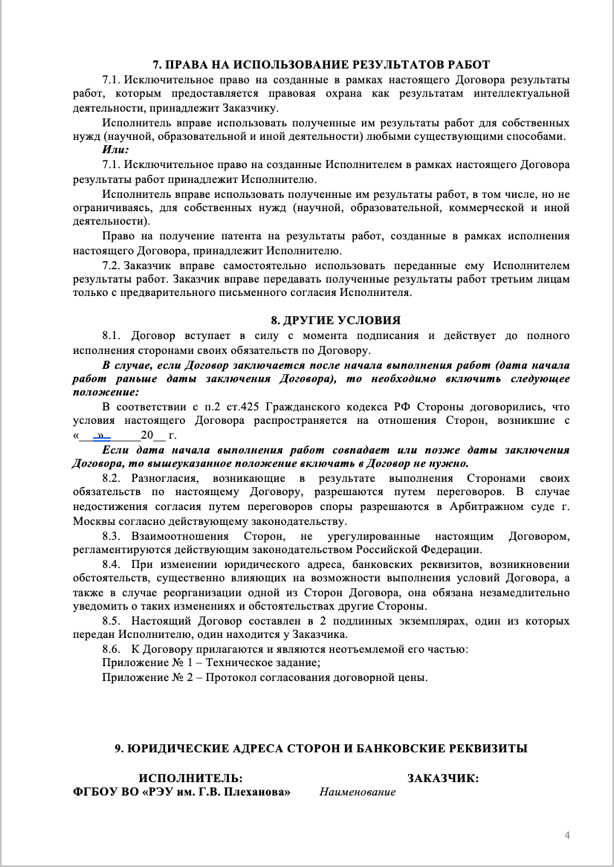 7. ПРАВА НА ИСПОЛЬЗОВАНИЕ РЕЗУЛЬТАТОВ РАБОТ
7.1. Исключительное право на созданные в рамках настоящего Договора результаты
работ, которым предоставляется правовая охрана как результатам интеллектуальной
деятельности, принадлежит Заказчику.
Исполнитель вправе использовать полученные им результаты работ для собственных
нужд (научной, образовательной и иной деятельности) любыми существующими способами.
Или:
7.1. Исключительное право на созданные Исполнителем в рамках настоящего Договора
результаты работ принадлежит Исполнителю.
Исполнитель вправе использовать полученные им результаты работ, в том числе, но не
ограничиваясь, для собственных нужд (научной, образовательной, коммерческой и иной
деятельности).
Право на получение патента на результаты работ, созданные в рамках исполнения
настоящего Договора, принадлежит Исполнителю.
7.2. Заказчик вправе самостоятельно использовать переданные ему Исполнителем
результаты работ. Заказчик вправе передавать полученные результаты работ третьим лицам
только с предварительного письменного согласия Исполнителя.
8. ДРУГИЕ УСЛОВИЯ
8.1. Договор вступает в силу с момента подписания и действует до полного
исполнения сторонами своих обязательств по Договору.
В случае, если Договор заключается после начала выполнения работ (дата начала
работ раньше даты заключения Договора), то необходимо включить следующее
положение:
В соответствии с п.2 ст.425 Гражданского кодекса РФ Стороны договорились, что
условия настоящего Договора распространяется на отношения Сторон, возникшие с
«___»______20__ г.
Если дата начала выполнения работ совпадает или позже даты заключения
Договора, то вышеуказанное положение включать в Договор не нужно.
8.2. Разногласия, возникающие в результате выполнения Сторонами своих
обязательств по настоящему Договору, разрешаются путем переговоров. В случае
недостижения согласия путем переговоров споры разрешаются в Арбитражном суде г.
Москвы согласно действующему законодательству.
8.3. Взаимоотношения Сторон, не урегулированные настоящим Договором,
регламентируются действующим законодательством Российской Федерации.
8.4. При изменении юридического адреса, банковских реквизитов, возникновении
обстоятельств, существенно влияющих на возможности выполнения условий Договора, а
также в случае реорганизации одной из Сторон Договора, она обязана незамедлительно
уведомить о таких изменениях и обстоятельствах другие Стороны.
8.5. Настоящий Договор составлен в 2 подлинных экземплярах, один из которых
передан Исполнителю, один находится у Заказчика.
8.6. К Договору прилагаются и являются неотъемлемой его частью:
Приложение № 1 – Техническое задание;
Приложение № 2 – Протокол согласования договорной цены.
9. ЮРИДИЧЕСКИЕ АДРЕСА СТОРОН И БАНКОВСКИЕ РЕКВИЗИТЫ
ИСПОЛНИТЕЛЬ: ЗАКАЗЧИК:
ФГБОУ ВО «РЭУ им. Г.В. Плеханова» Наименование
4